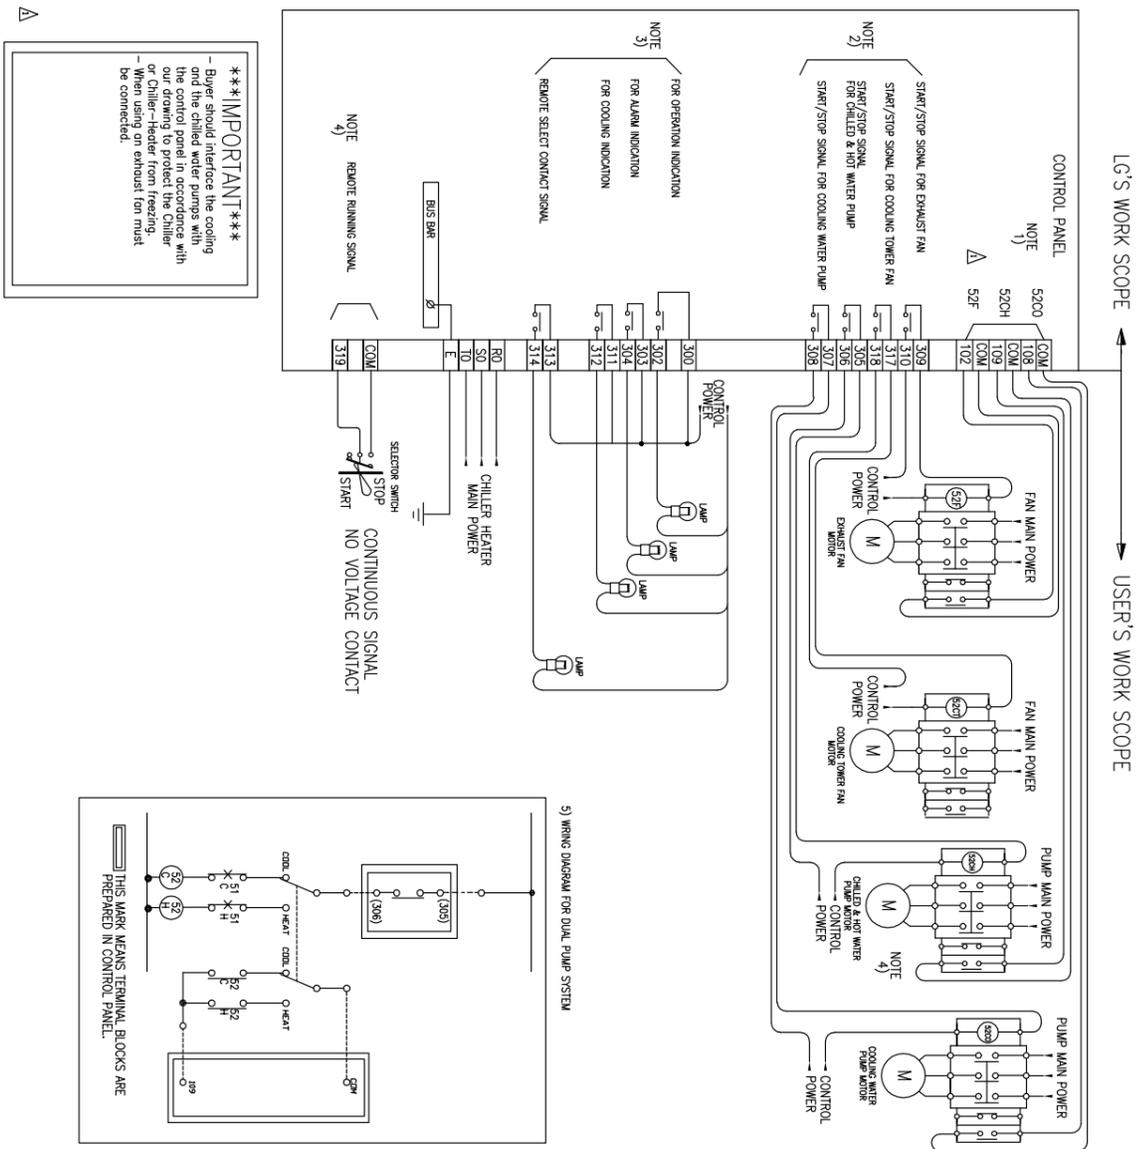 LG'S WORK SCOPE
USER'S WORK SCOPE
CONTROL PANEL
NOTE
1)
52CO
52CH
52F
COM
108
COM
109
COM
102
START/STOP SIGNAL FOR EXHAUST FAN
START/STOP SIGNAL FOR COOLING TOWER FAN
START/STOP SIGNAL
FOR CHILLED & HOT WATER PUMP
START/STOP SIGNAL FOR COOLING WATER PUMP
NOTE
2)
309
310
317
318
305
306
307
308
FOR OPERATION INDICATION
FOR ALARM INDICATION
FOR COOLING INDICATION
REMOTE SELECT CONTACT SIGNAL
NOTE
3)
300
302
303
304
311
312
313
314
RO
SO
TO
E
BUS BAR
NOTE
4)
REMOTE RUNNING SIGNAL
COM
319
FAN MAIN POWER
52F
CONTROL
POWER
M
EXHAUST FAN
MOTOR
FAN MAIN POWER
52CT
CONTROL
POWER
M
COOLING TOWER FAN
MOTOR
PUMP MAIN POWER
52CH
M
CHILLED & HOT WATER
PUMP MOTOR
CONTROL
POWER
NOTE
4)
PUMP MAIN POWER
52CO
M
COOLING WATER
PUMP MOTOR
CONTROL
POWER
CONTROL
POWER
LAMP
LAMP
LAMP
LAMP
CHILLER HEATER
MAIN POWER
SELECTOR SWITCH
STOP
START
CONTINUOUS SIGNAL
NO VOLTAGE CONTACT
***IMPORTANT***
- Buyer should interface the cooling
and the chilled water pumps with
the control panel in accordance with
our drawing to protect the Chiller
or Chiller-Heater from freezing.
- When using an exhaust fan must
be connected.
5) WRING DIAGRAM FOR DUAL PUMP SYSTEM
(305)
(306)
COOL
HEAT
COOL
HEAT
51
C
51
H
52
C
52
H
52
C
52
H
COM
109
THIS MARK MEANS TERMINAL BLOCKS ARE
PREPARED IN CONTROL PANEL.